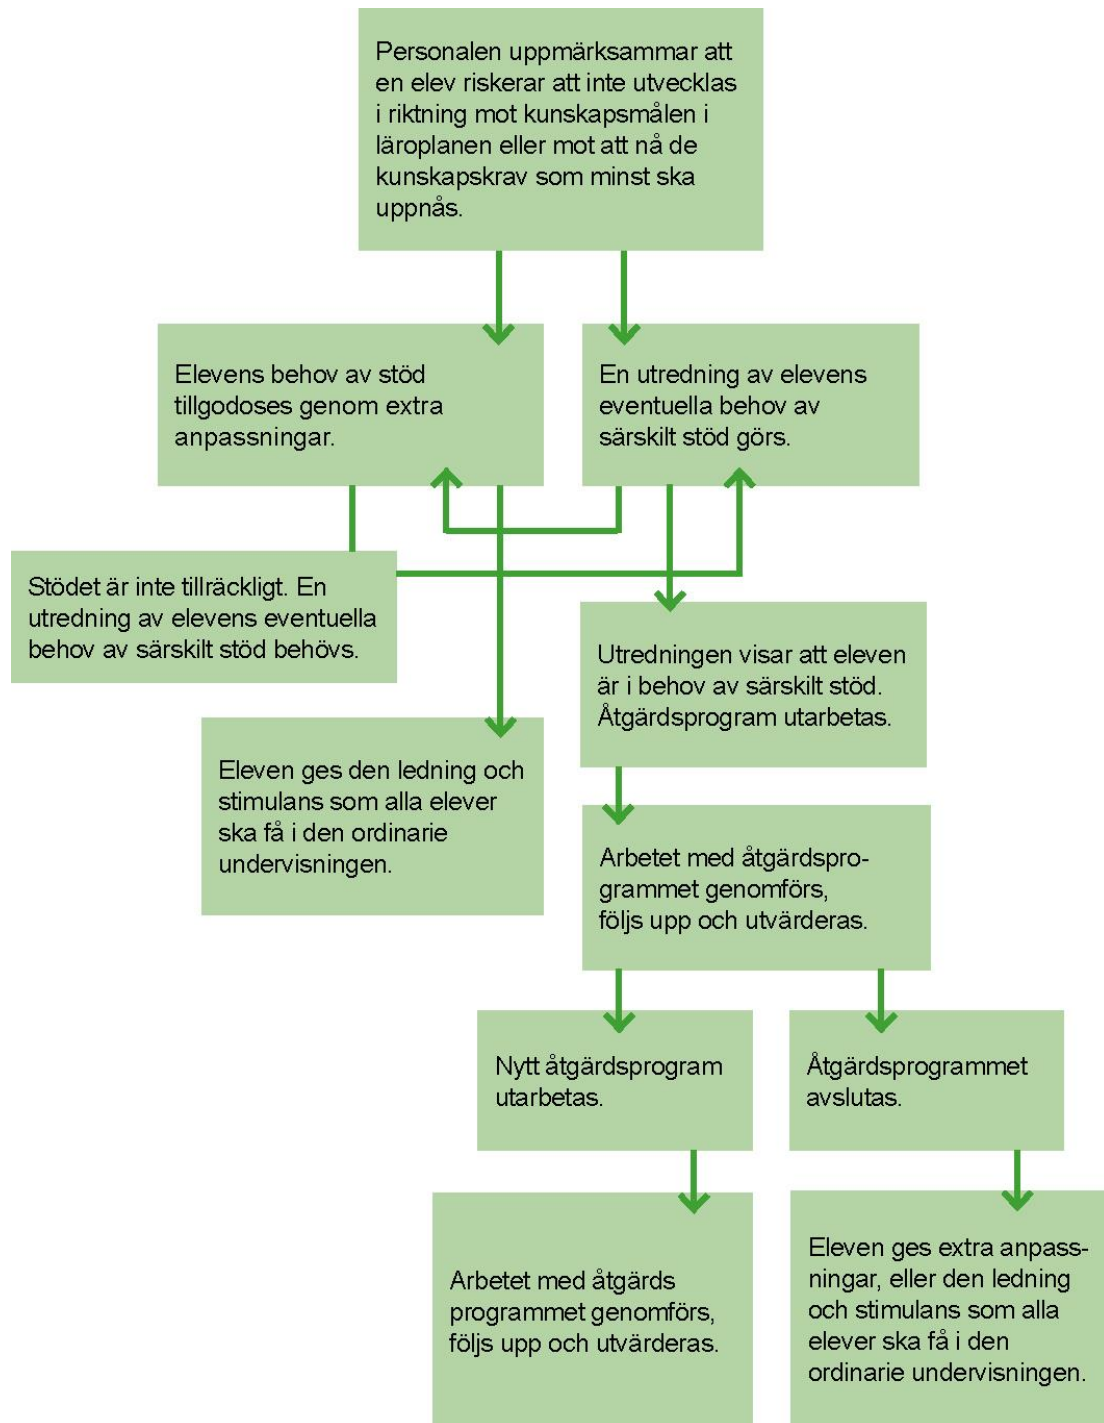 Personalen uppmärksammar att
en elev riskerar att inte utvecklas
i riktning mot kunskapsmålen i
läroplanen eller mot att nå de
kunskapskrav som minst ska
uppnås.
Elevens behov av stöd
tillgodoses genom extra
anpassningar.
En utredning av elevens
eventuella behov av
särskilt stöd görs.
Stödet är inte tillräckligt. En
utredning av elevens eventuella
behov av särskilt stöd behövs.
Utredningen visar att eleven
är i behov av särskilt stöd.
Åtgärdsprogram utarbetas.
Eleven ges den ledning och
stimulans som alla elever
ska få i den ordinarie
undervisningen.
Arbetet med åtgärdspro-
grammet genomförs,
följs upp och utvärderas.
Nytt åtgärdsprogram
utarbetas.
Åtgärdsprogrammet
avslutas.
Arbetet med åtgärds
programmet genomförs,
följs upp och utvärderas.
Eleven ges extra anpass-
ningar, eller den ledning
och stimulans som alla
elever ska få i den
ordinarie undervisningen.